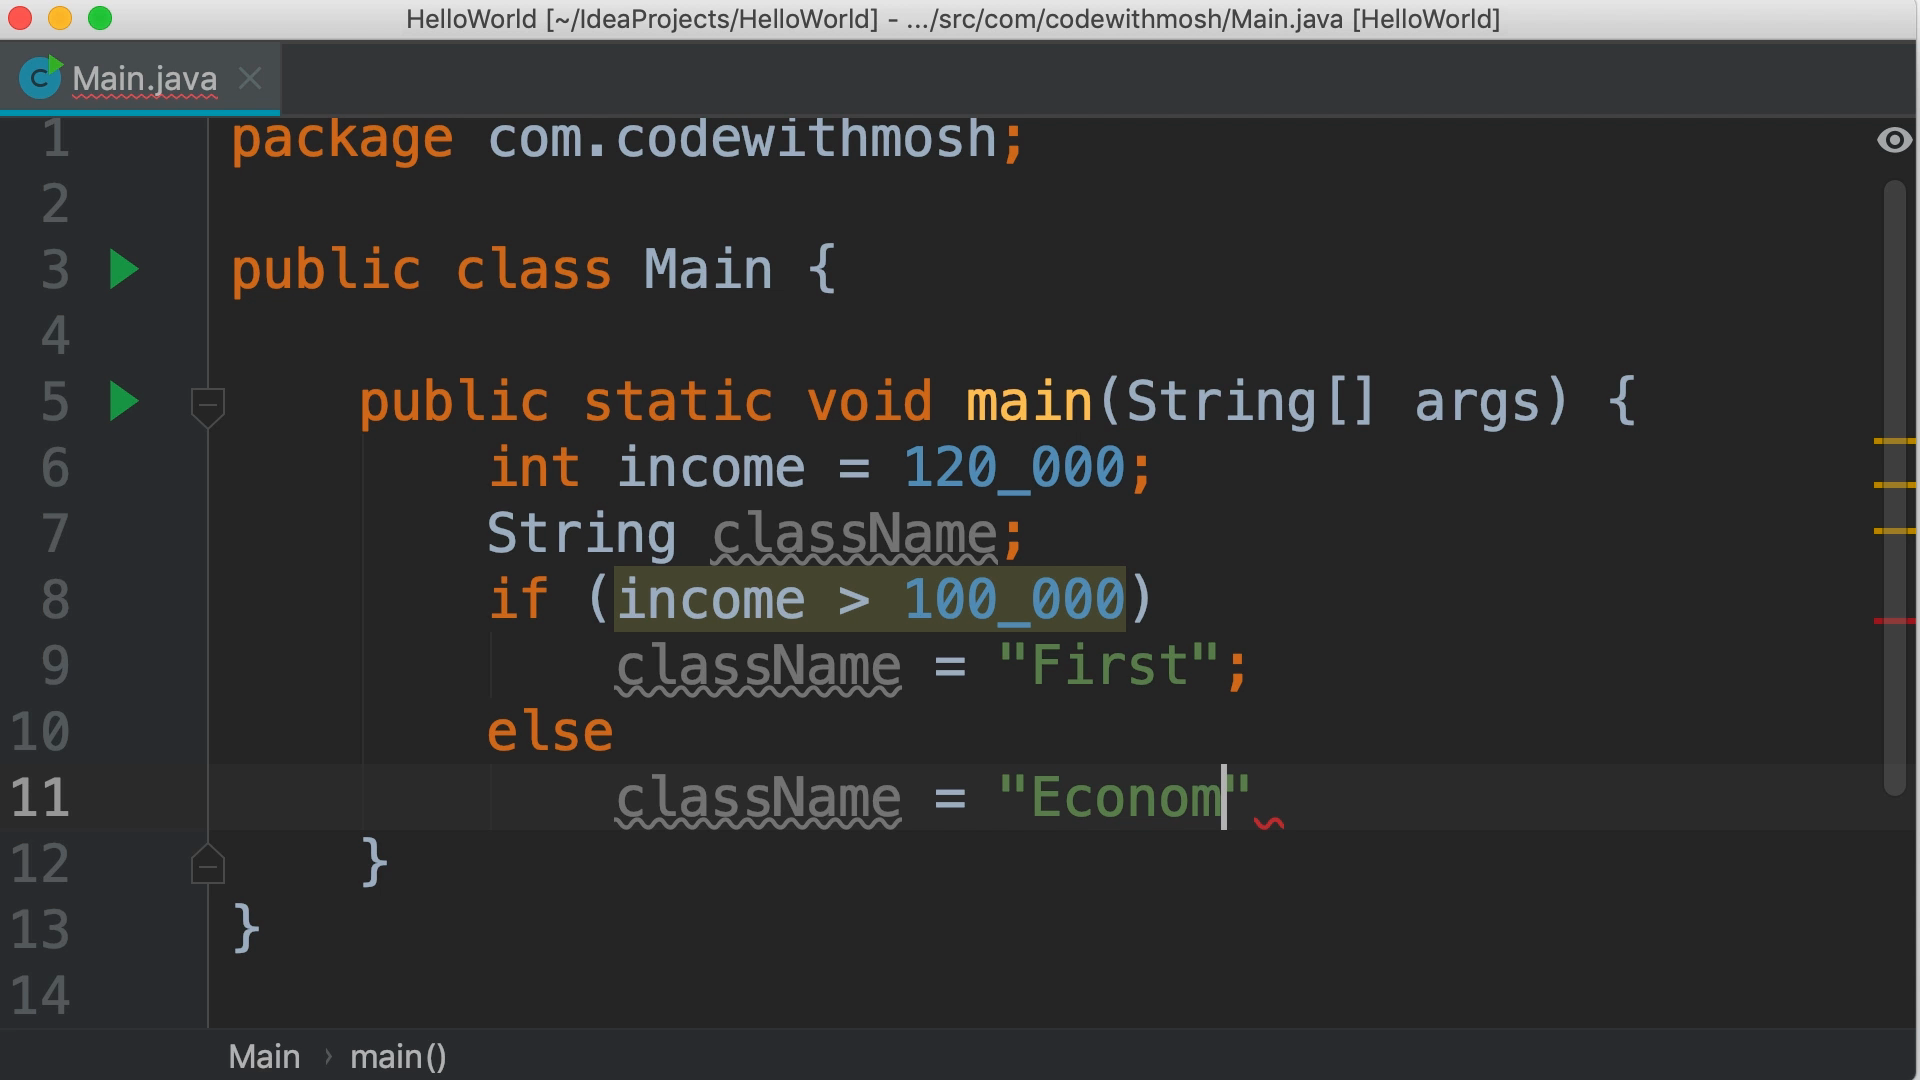 HelloWorld [~/IdeaProjects/HelloWorld] - .../src/com/codewithmosh/Main.java [HelloWorld]
C Main.java
1 package com.codewithmosh;
2
3 public class Main {
4
5 public static void main(String[] args) {
6 int income = 120_000;
7 String className;
8 if (income > 100_000)
9 className = "First";
10 else
11 className = "Econom"
12 }
13 }
14
Main › main()